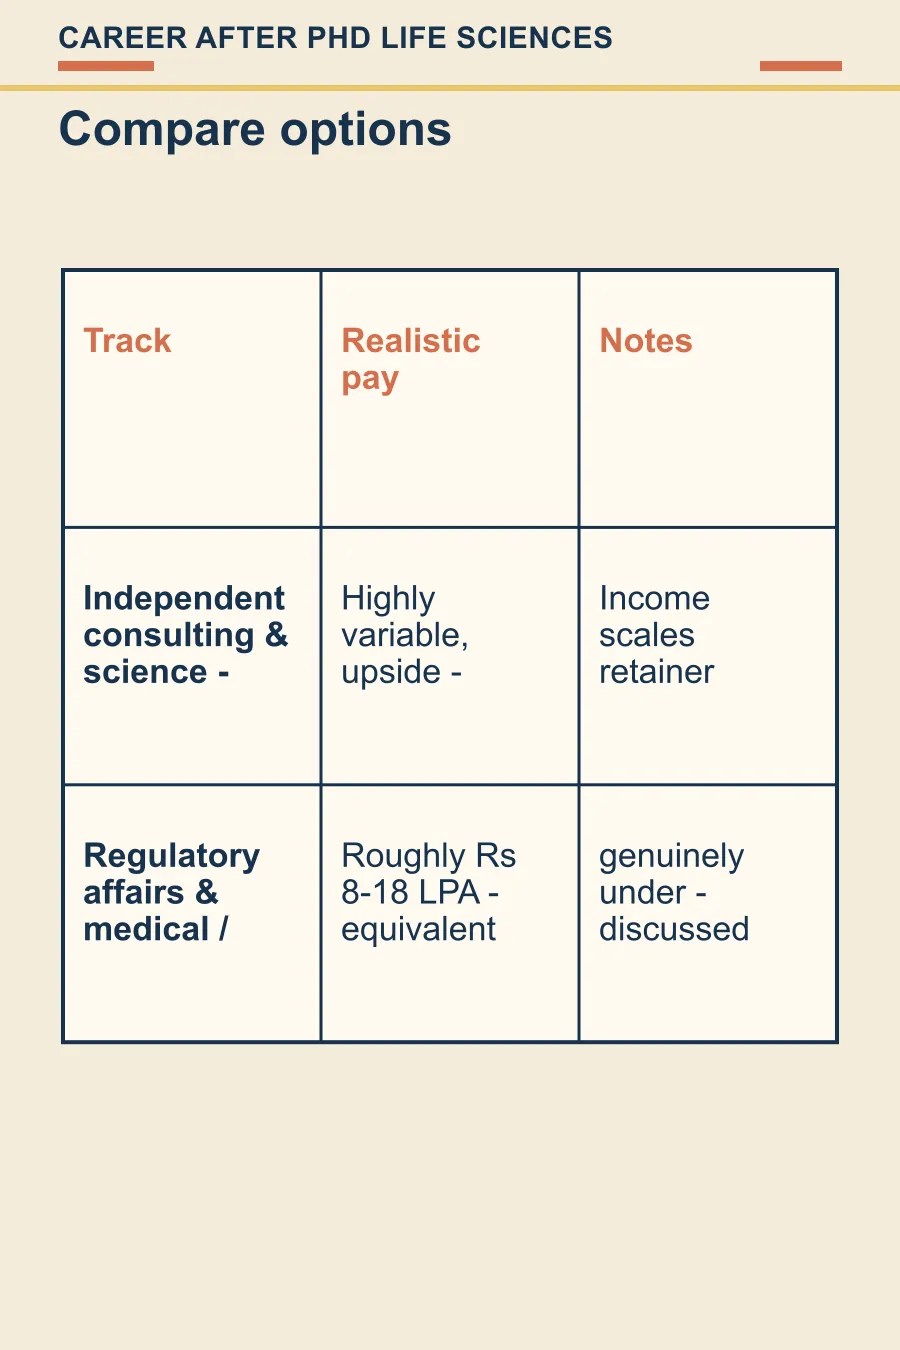 CAREER AFTER PHD LIFE SCIENCES
Compare options
Track
Realistic
pay
Notes
Independent
consulting &
science -
Highly
variable,
upside -
Income
scales
retainer
Regulatory
affairs &
medical /
Roughly Rs
8-18 LPA -
equivalent
genuinely
under -
discussed